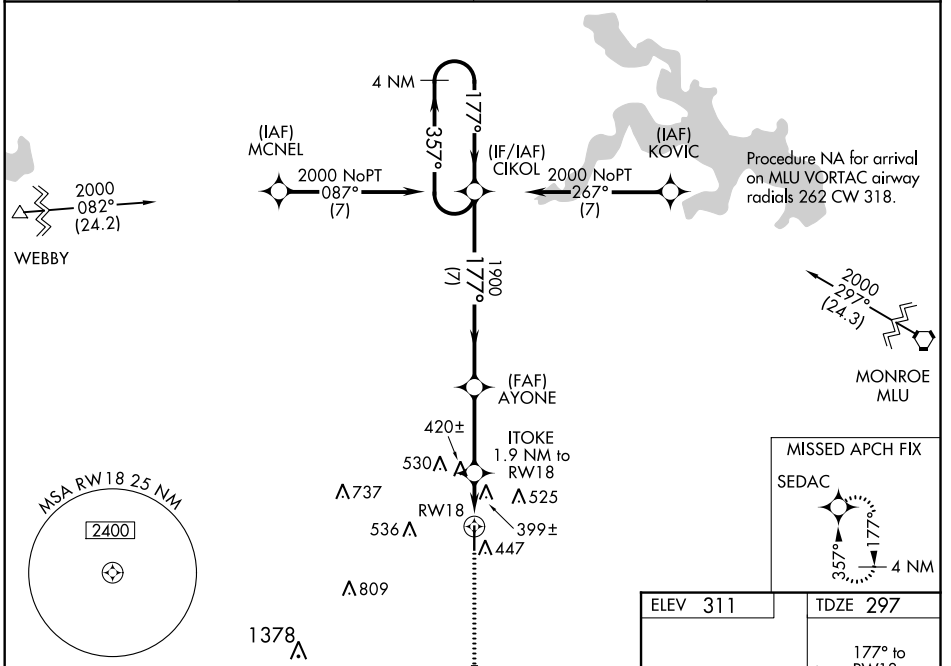 4 NM
177°
357°
(IAF)
MCNEL
(IF/IAF)
CIKOL
(IAF)
KOVIC
2000 NoPT
087°
(7)
2000 NoPT
267°
(7)
Procedure NA for arrival
on MLU VORTAC airway
radials 262 CW 318.
2000
082°
(24.2)
WEBBY
1900
177°
(7)
2000
297°
(24.3)
MONROE
MLU
(FAF)
AYONE
420±
ITOKE
1.9 NM to
RW18
530
737
525
RW18
536
399±
447
809
1378
MSA RW18 25 NM
2400
MISSED APCH FIX
SEDAC
357°
177°
4 NM
ELEV 311
TDZE 297
177° to
RW18